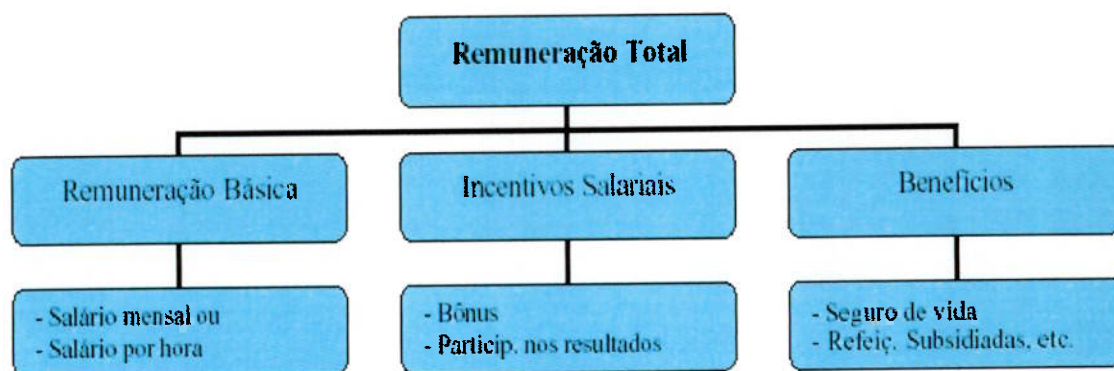 Remuneração Total
Remuneração Básica
Incentivos Salariais
Benefícios
- Salário mensal ou
- Salário por hora
- Bônus
- Particip. nos resultados
- Seguro de vida
- Refeiç. Subsidiadas, etc.